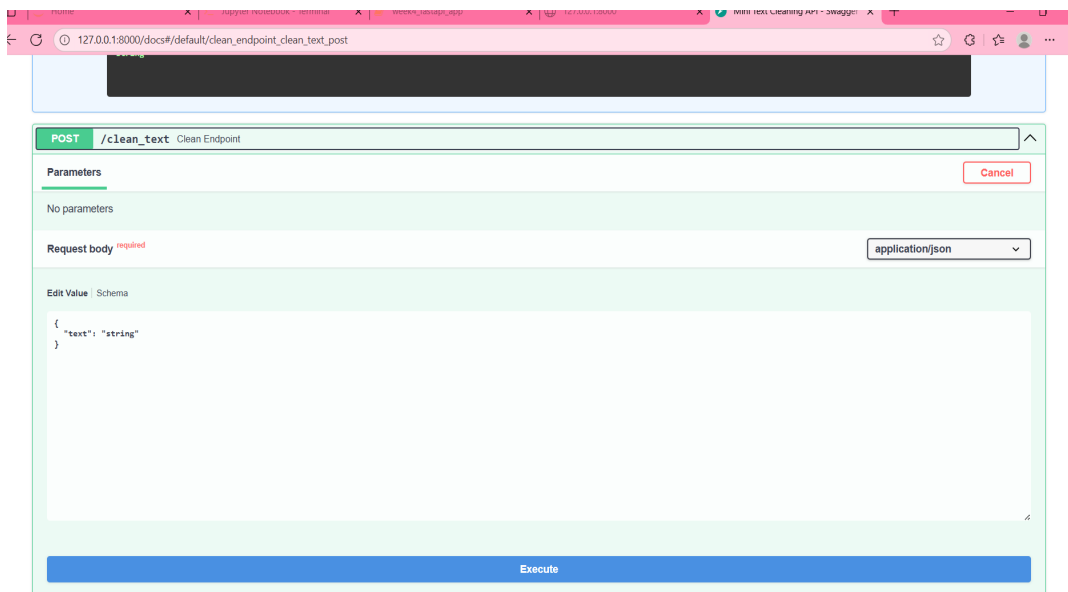 Home
Jupyter Notebook - Terminal
week4_fastapi_app
127.0.0.1:8000
Mini Text Cleaning API - Swagger
127.0.0.1:8000/docs#/default/clean_endpoint_clean_text_post
string
POST /clean_text Clean Endpoint
Parameters
Cancel
No parameters
Request body required
application/json
Edit Value | Schema
{
"text": "string"
}
Execute